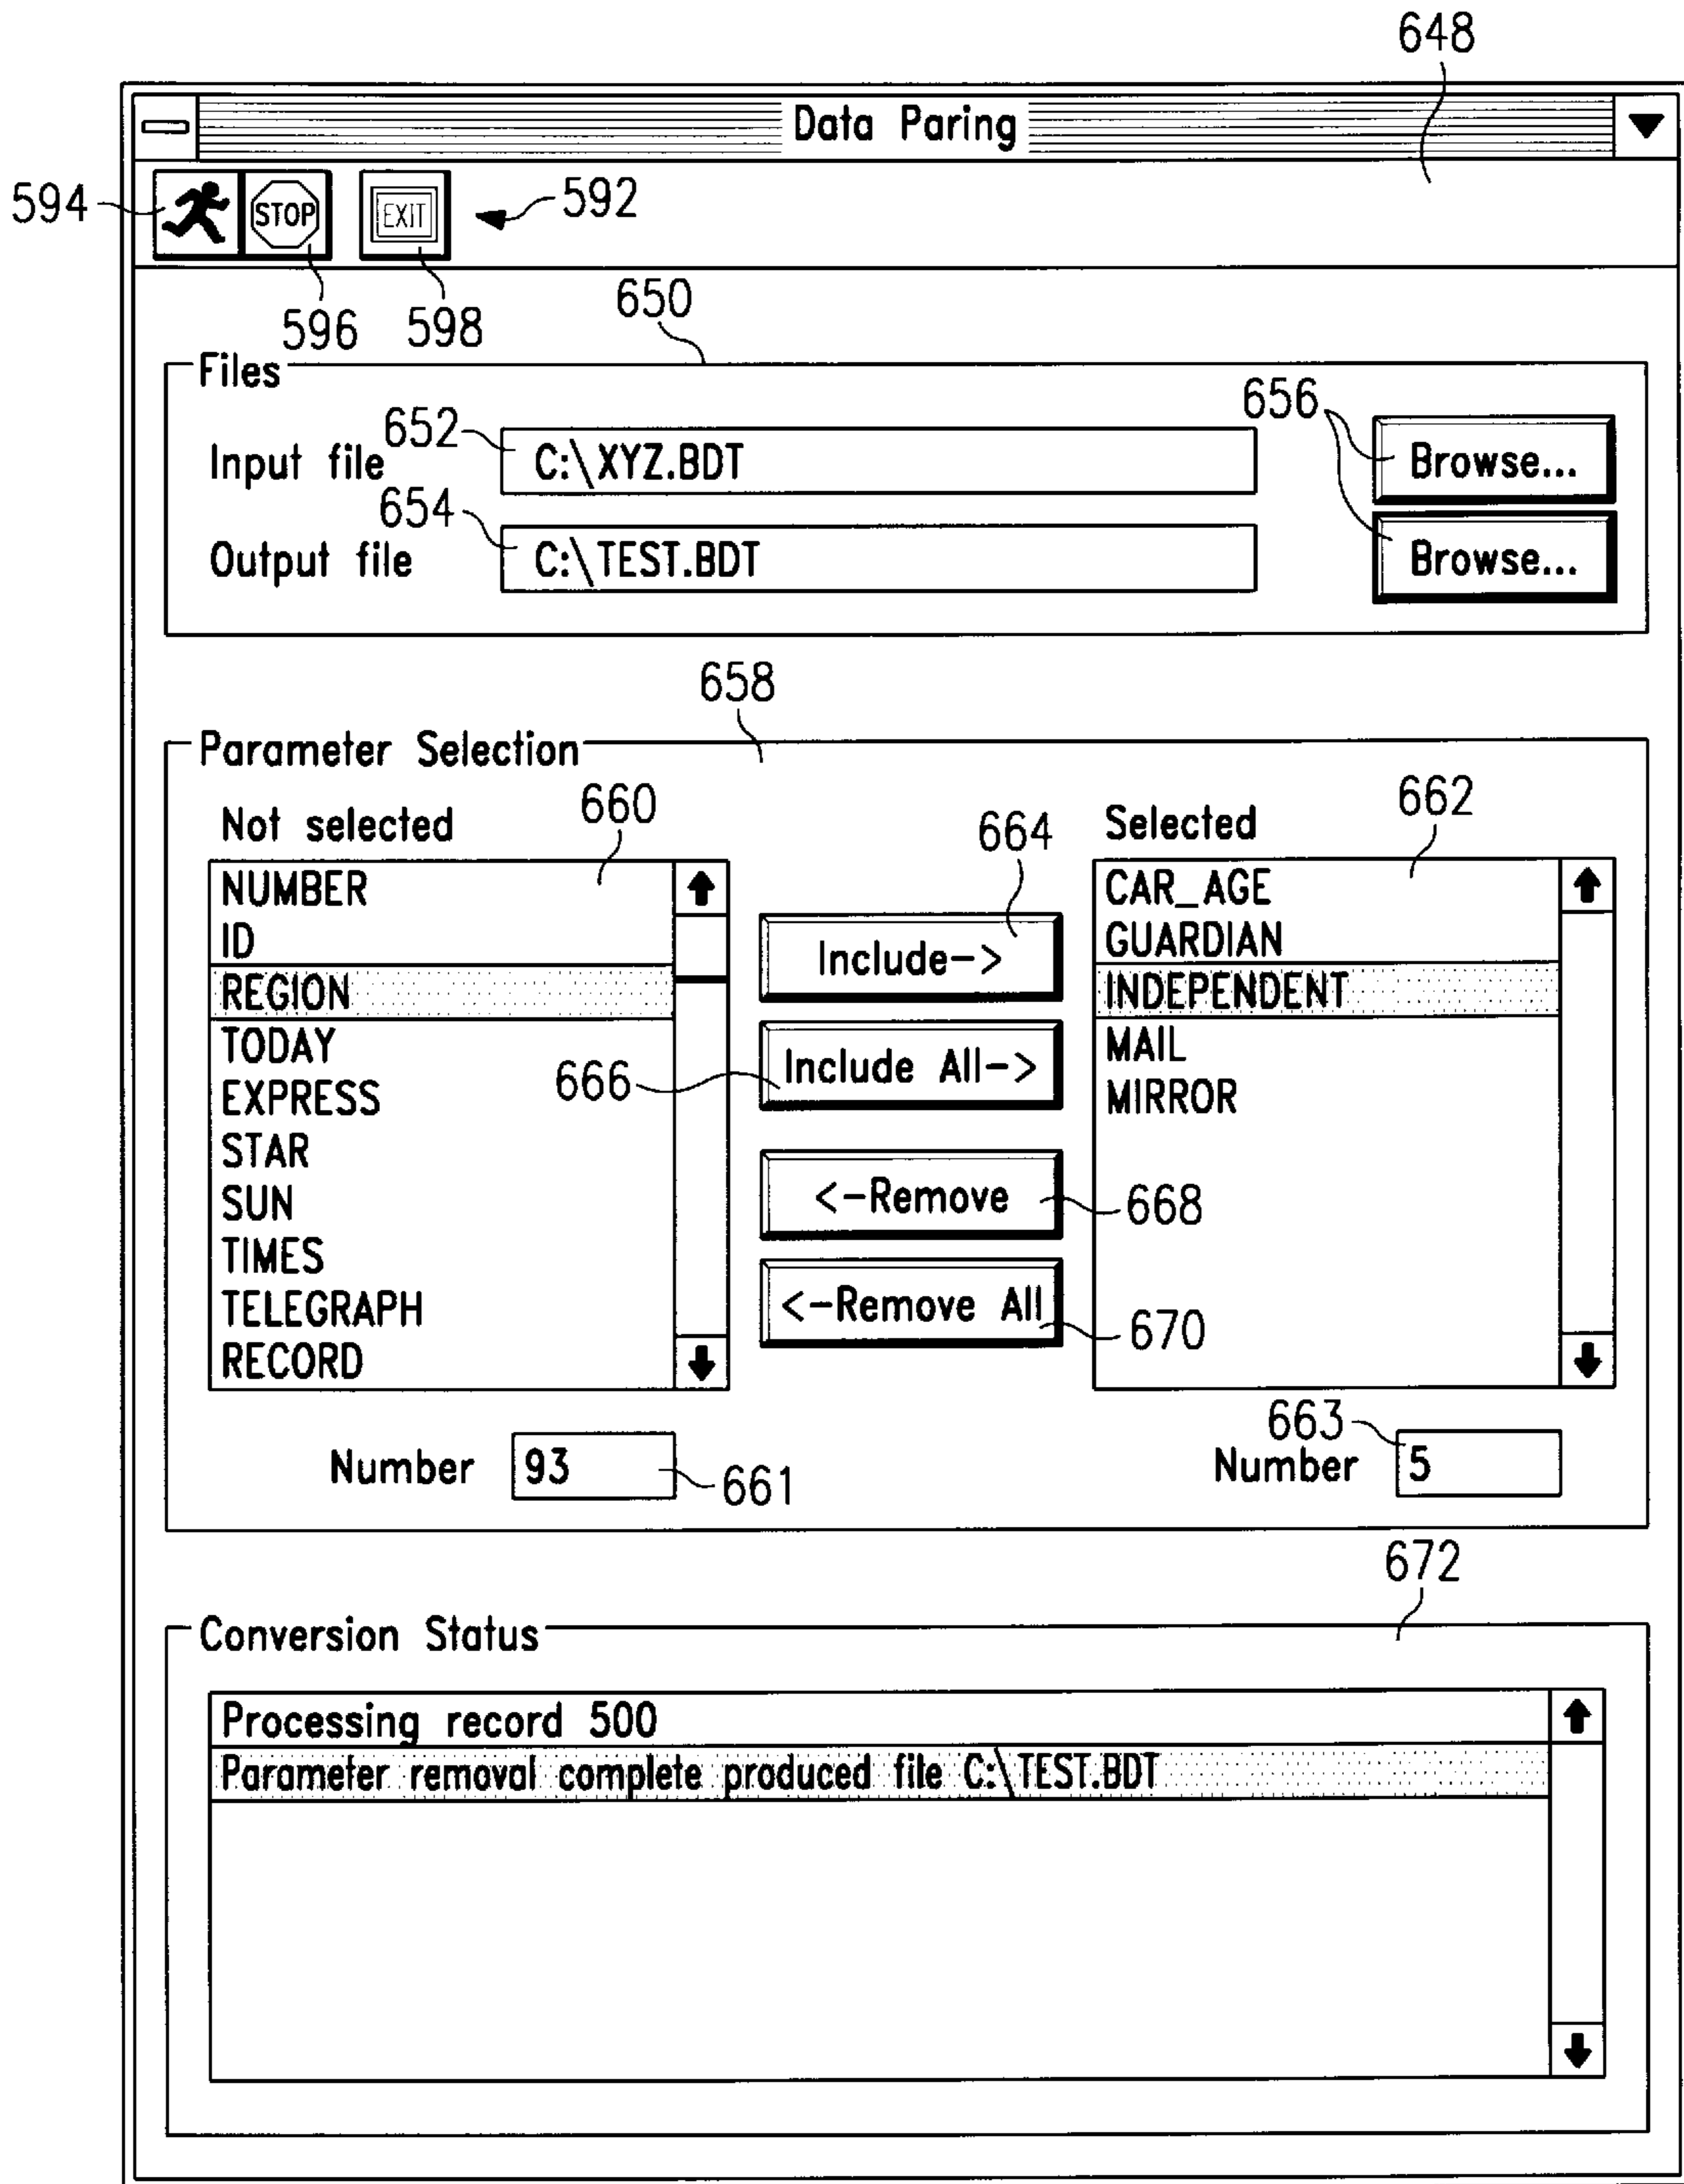 648
Data Paring
594
STOP
EXIT
592
596
598
650
Files
656
652
Input file
C:\XYZ.BDT
Browse...
654
Output file
C:\TEST.BDT
Browse...
658
Parameter Selection
Not selected
660
664
Selected
662
NUMBER
ID
REGION
TODAY
EXPRESS
STAR
SUN
TIMES
TELEGRAPH
RECORD
Include->
Include All->
666
<-Remove
668
<-Remove All
670
CAR_AGE
GUARDIAN
INDEPENDENT
MAIL
MIRROR
Number 93
661
663
Number 5
672
Conversion Status
Processing record 500
Parameter removal complete produced file C:\TEST.BDT